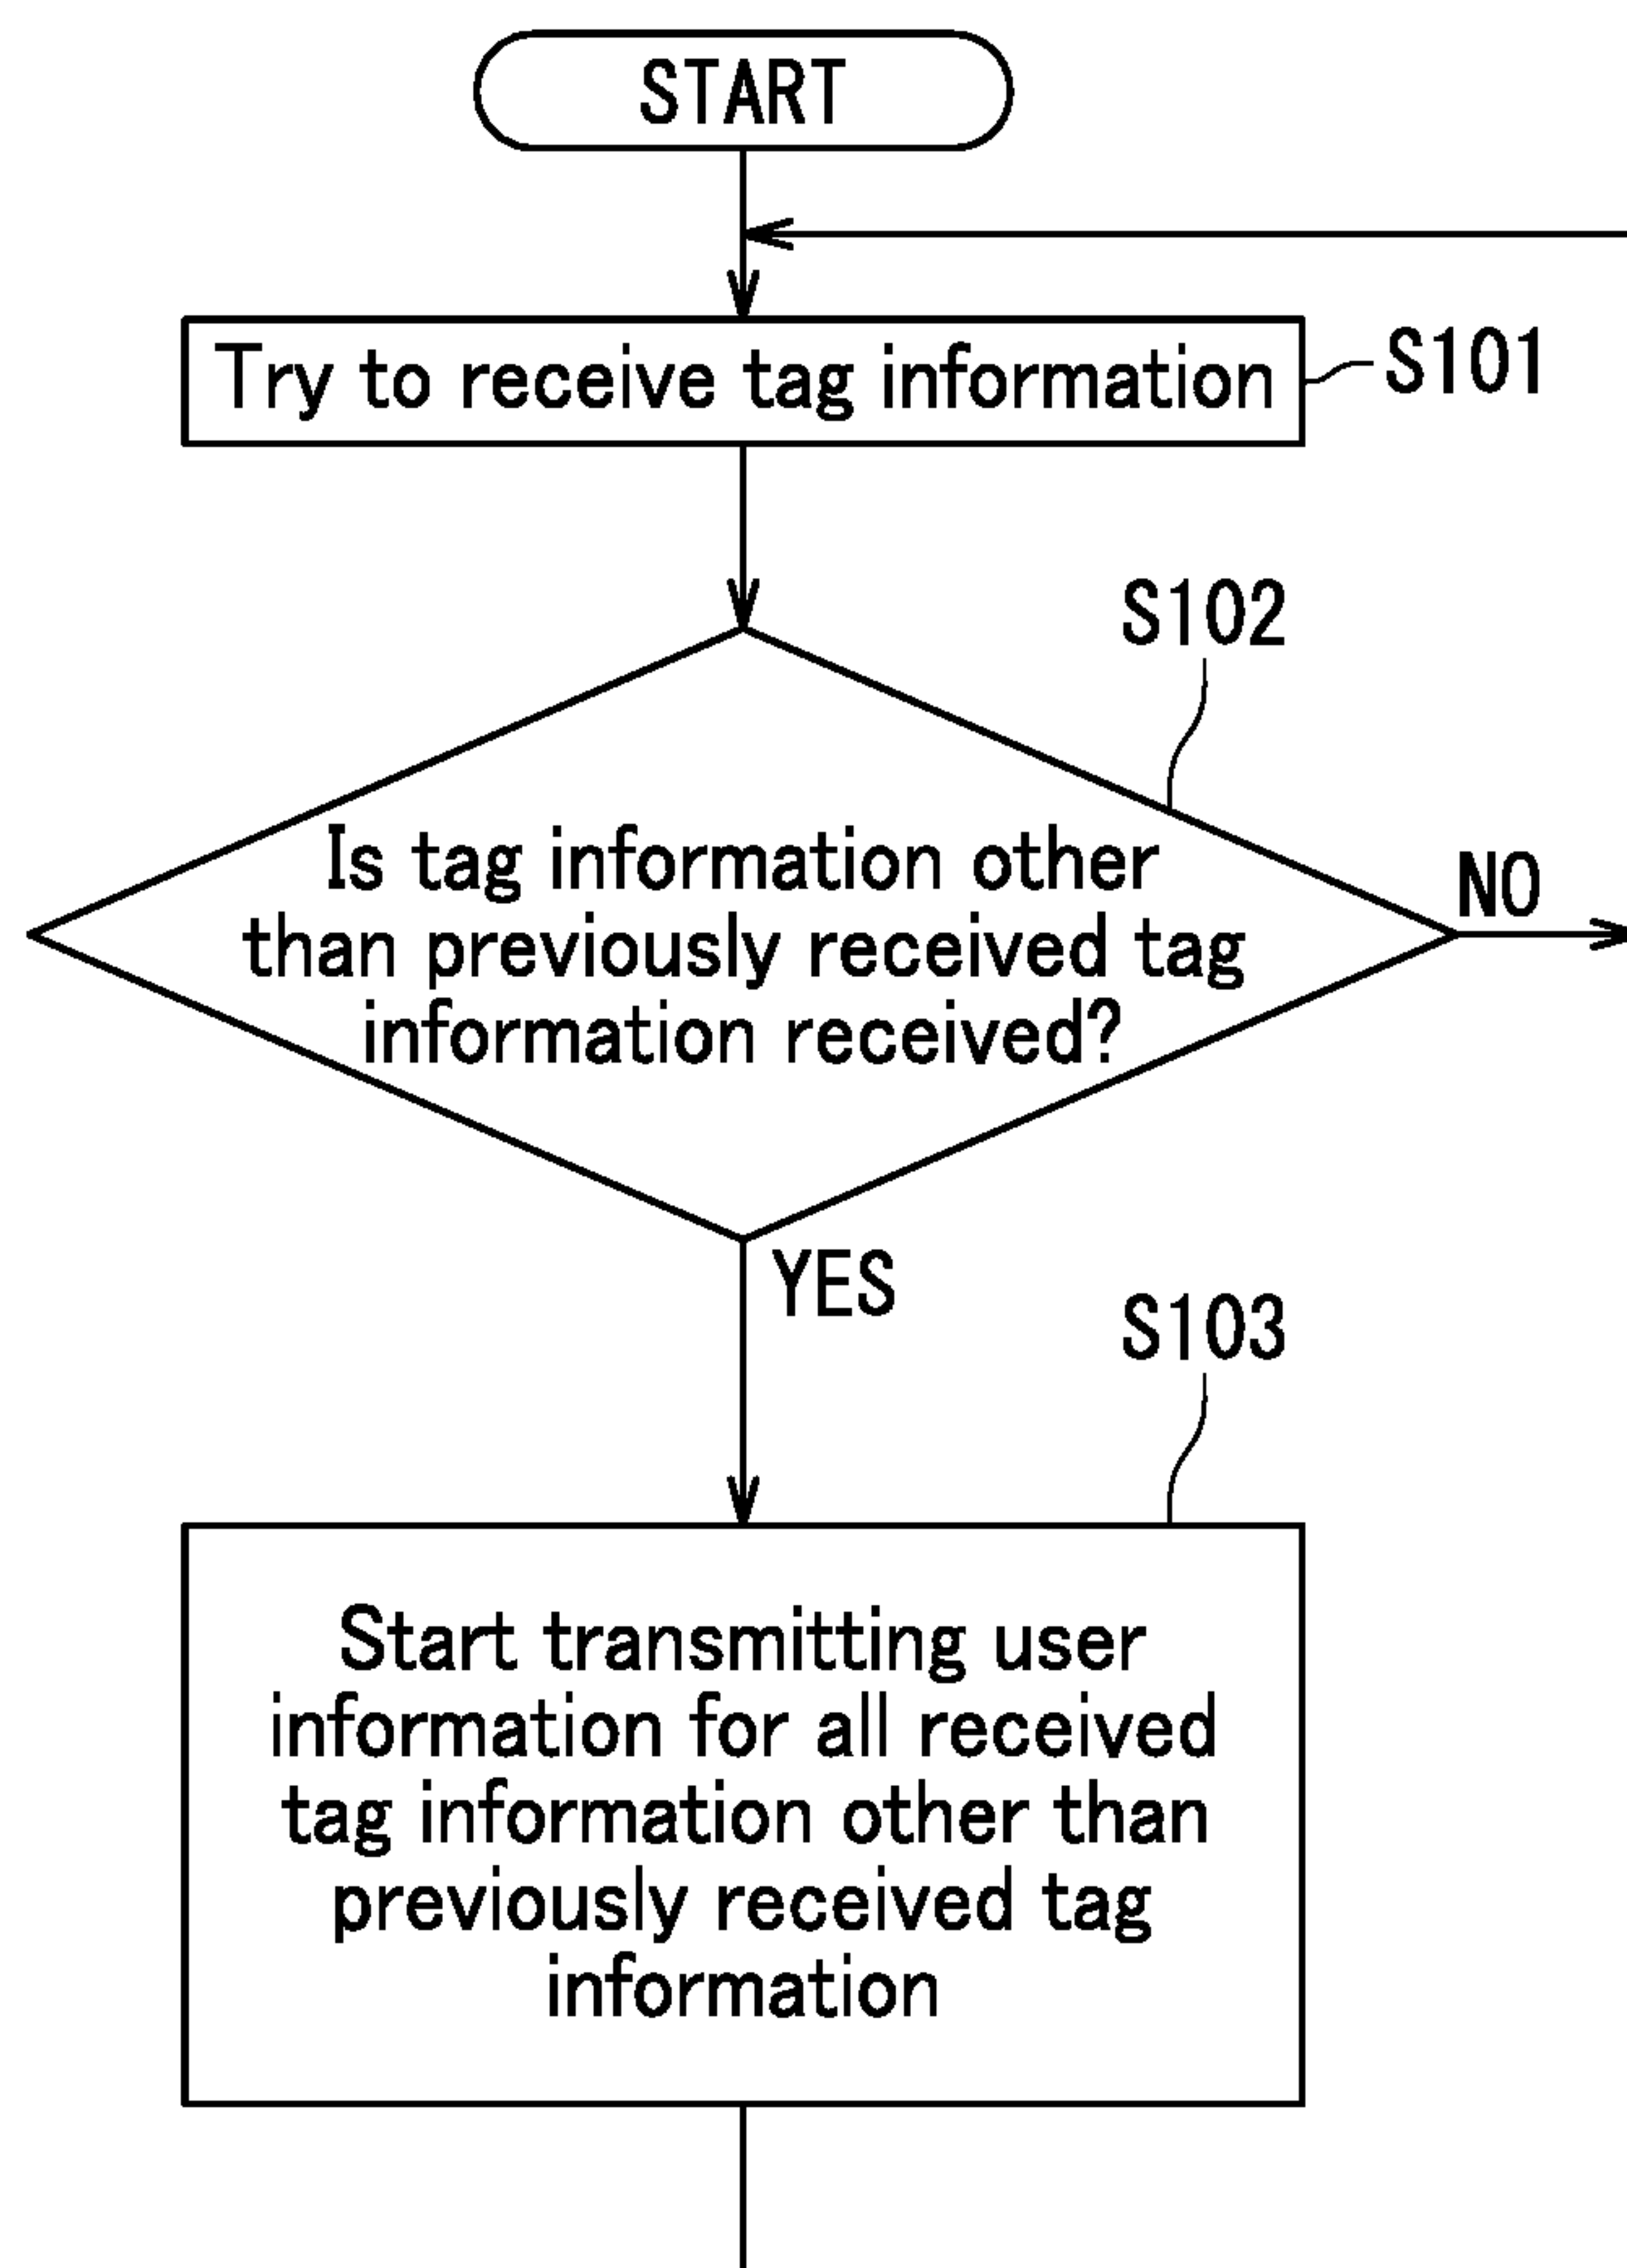 START
Try to receive tag information
S101
S102
Is tag information other
than previously received tag
information received?
NO
YES
S103
Start transmitting user
information for all received
tag information other than
previously received tag
information